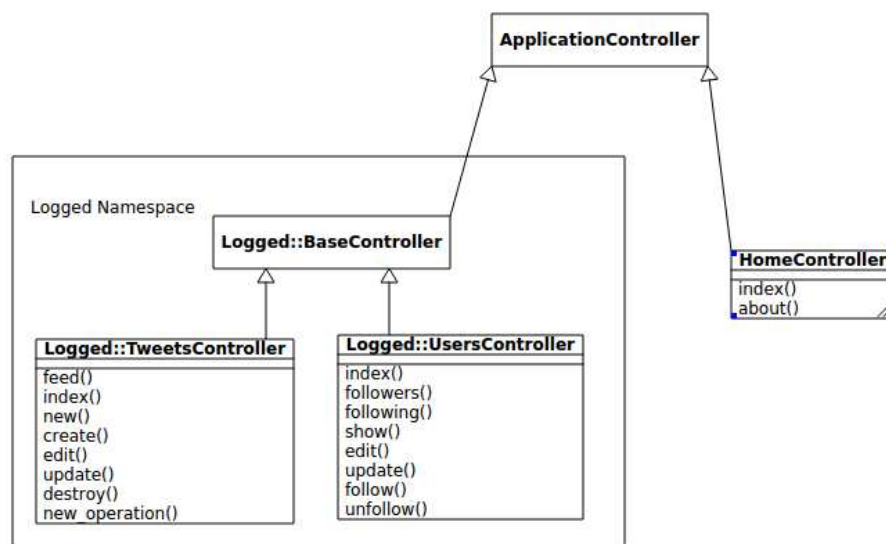 ApplicationController
Logged Namespace
Logged::BaseController
HomeController
index()
about()
Logged::TweetsController
feed()
index()
new()
create()
edit()
update()
destroy()
new_operation()
Logged::UsersController
index()
followers()
following()
show()
edit()
update()
follow()
unfollow()